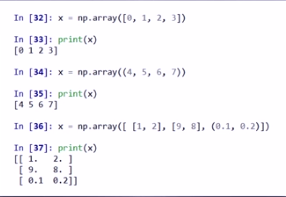 In [32]: x = np.array([0, 1, 2, 3])
In [33]: print(x)
[0 1 2 3]
In [34]: x = np.array((4, 5, 6, 7))
In [35]: print(x)
[4 5 6 7]
In [36]: x = np.array([ [1, 2], [9, 8], (0.1, 0.2)])
In [37]: print(x)
[[ 1.   2. ]
 [ 9.   8. ]
 [ 0.1  0.2]]